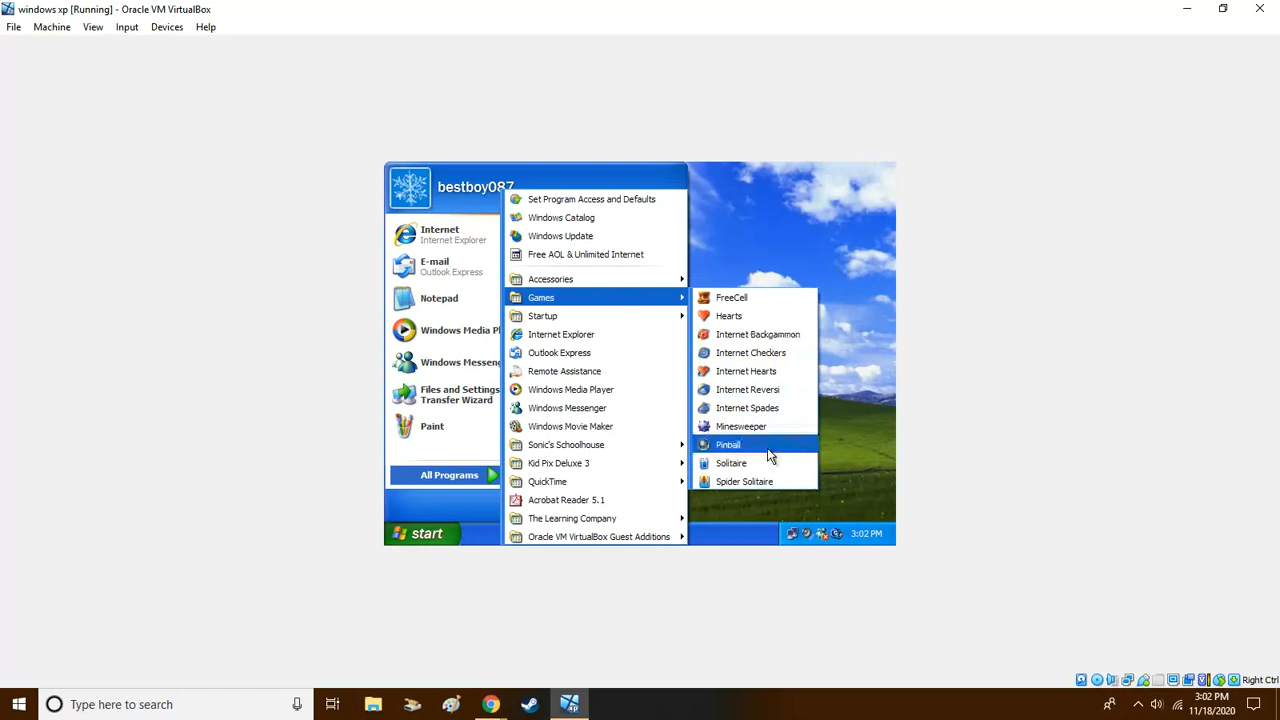 windows xp [Running] - Oracle VM VirtualBox
File Machine View Input Devices Help
bestboy087
Internet
Internet Explorer
E-mail
Outlook Express
Notepad
Windows Media Pl
Windows Messeng
Files and Settings
Transfer Wizard
Paint
All Programs
Set Program Access and Defaults
Windows Catalog
Windows Update
Free AOL & Unlimited Internet
Accessories
Games
Startup
Internet Explorer
Outlook Express
Remote Assistance
Windows Media Player
Windows Messenger
Windows Movie Maker
Sonic's Schoolhouse
Kid Pix Deluxe 3
QuickTime
Acrobat Reader 5.1
The Learning Company
Oracle VM VirtualBox Guest Additions
FreeCell
Hearts
Internet Backgammon
Internet Checkers
Internet Hearts
Internet Reversi
Internet Spades
Minesweeper
Pinball
Solitaire
Spider Solitaire
start
3:02 PM
Right Ctrl
Type here to search
xp
3:02 PM
11/18/2020